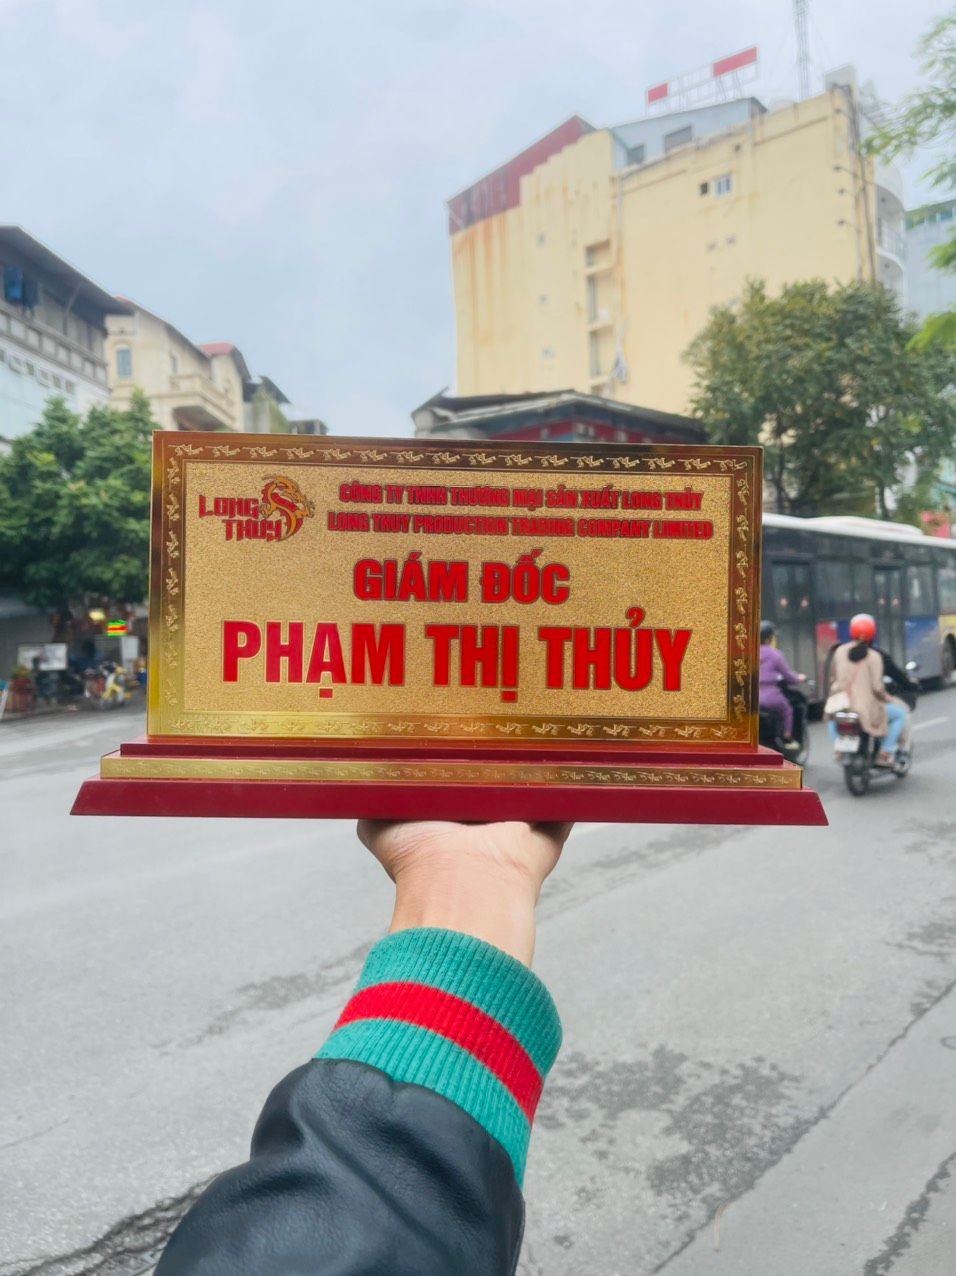 LONG THỦY
CÔNG TY TNHH THƯƠNG MẠI SẢN XUẤT LONG THỦY
LONG THUY PRODUCTION TRADING COMPANY LIMITED
GIÁM ĐỐC
PHẠM THỊ THỦY